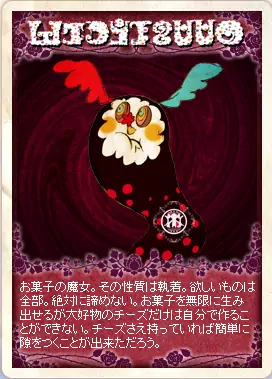 お菓子の魔女。その性質は執着。欲しいものは
全部。絶対に諦めない。お菓子を無限に生み
出せるが大好物のチーズだけは自分で作るこ
とができない。チーズさえ持っていれば簡単に
隙をつくことが出来ただろう。